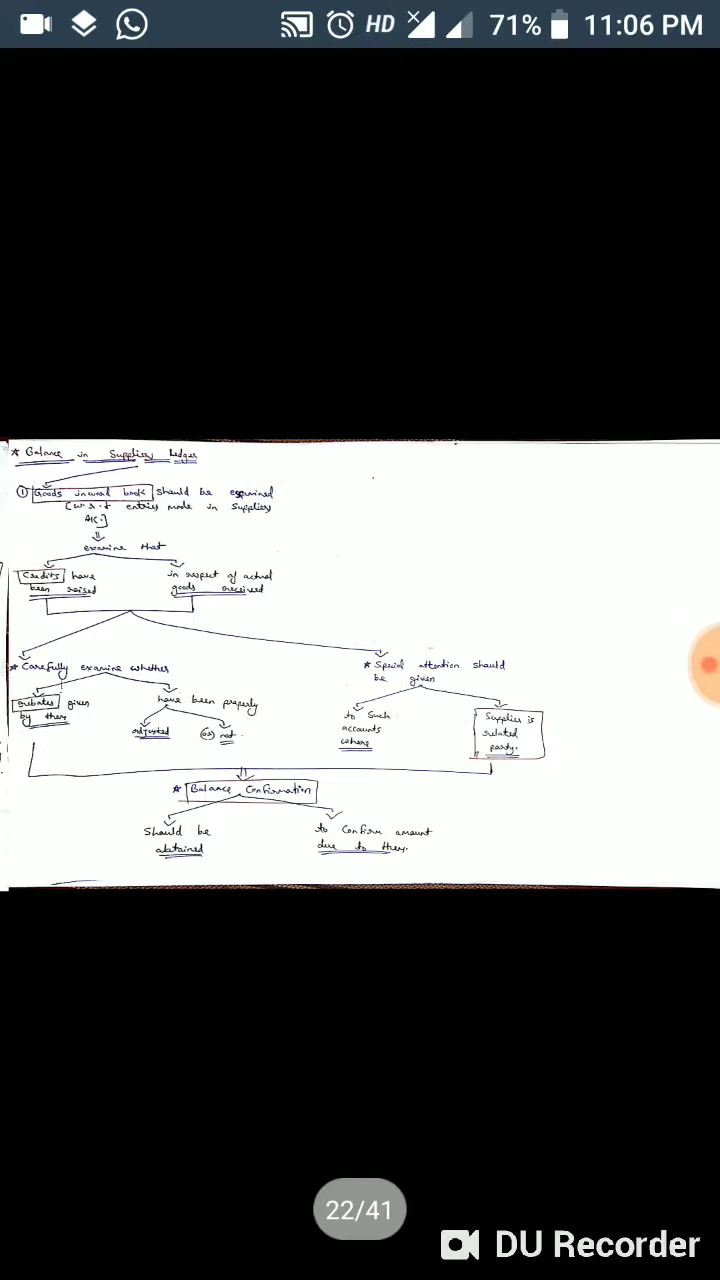 HD 71% 11:06 PM
★ Balance in Suppliers Ledger
① Goods inward book should be examined
[w.r.t entries made in Suppliers
A/C.]
examine that
Credits have
been raised
in respect of actual
goods received
★ Carefully examine whether
rebates given
by them
have been properly
adjusted
(or) not.
★ Special attention should
be given
to such
accounts
where
Supplier is
related
party.
★ Balance Confirmation
Should be
obtained
to confirm amount
due to them.
22/41
DU Recorder